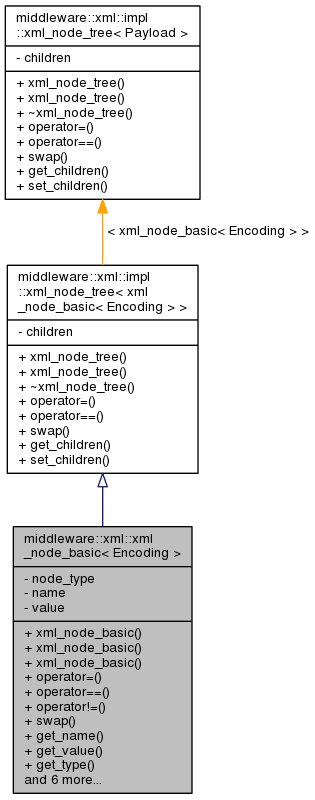 middleware::xml::impl
::xml_node_tree< Payload >
- children
+ xml_node_tree()
+ xml_node_tree()
+ ~xml_node_tree()
+ operator=()
+ operator==()
+ swap()
+ get_children()
+ set_children()
< xml_node_basic< Encoding > >
middleware::xml::impl
::xml_node_tree< xml
_node_basic< Encoding > >
- children
+ xml_node_tree()
+ xml_node_tree()
+ ~xml_node_tree()
+ operator=()
+ operator==()
+ swap()
+ get_children()
+ set_children()
middleware::xml::xml
_node_basic< Encoding >
- node_type
- name
- value
+ xml_node_basic()
+ xml_node_basic()
+ xml_node_basic()
+ operator=()
+ operator==()
+ operator!=()
+ swap()
+ get_name()
+ get_value()
+ get_type()
and 6 more...